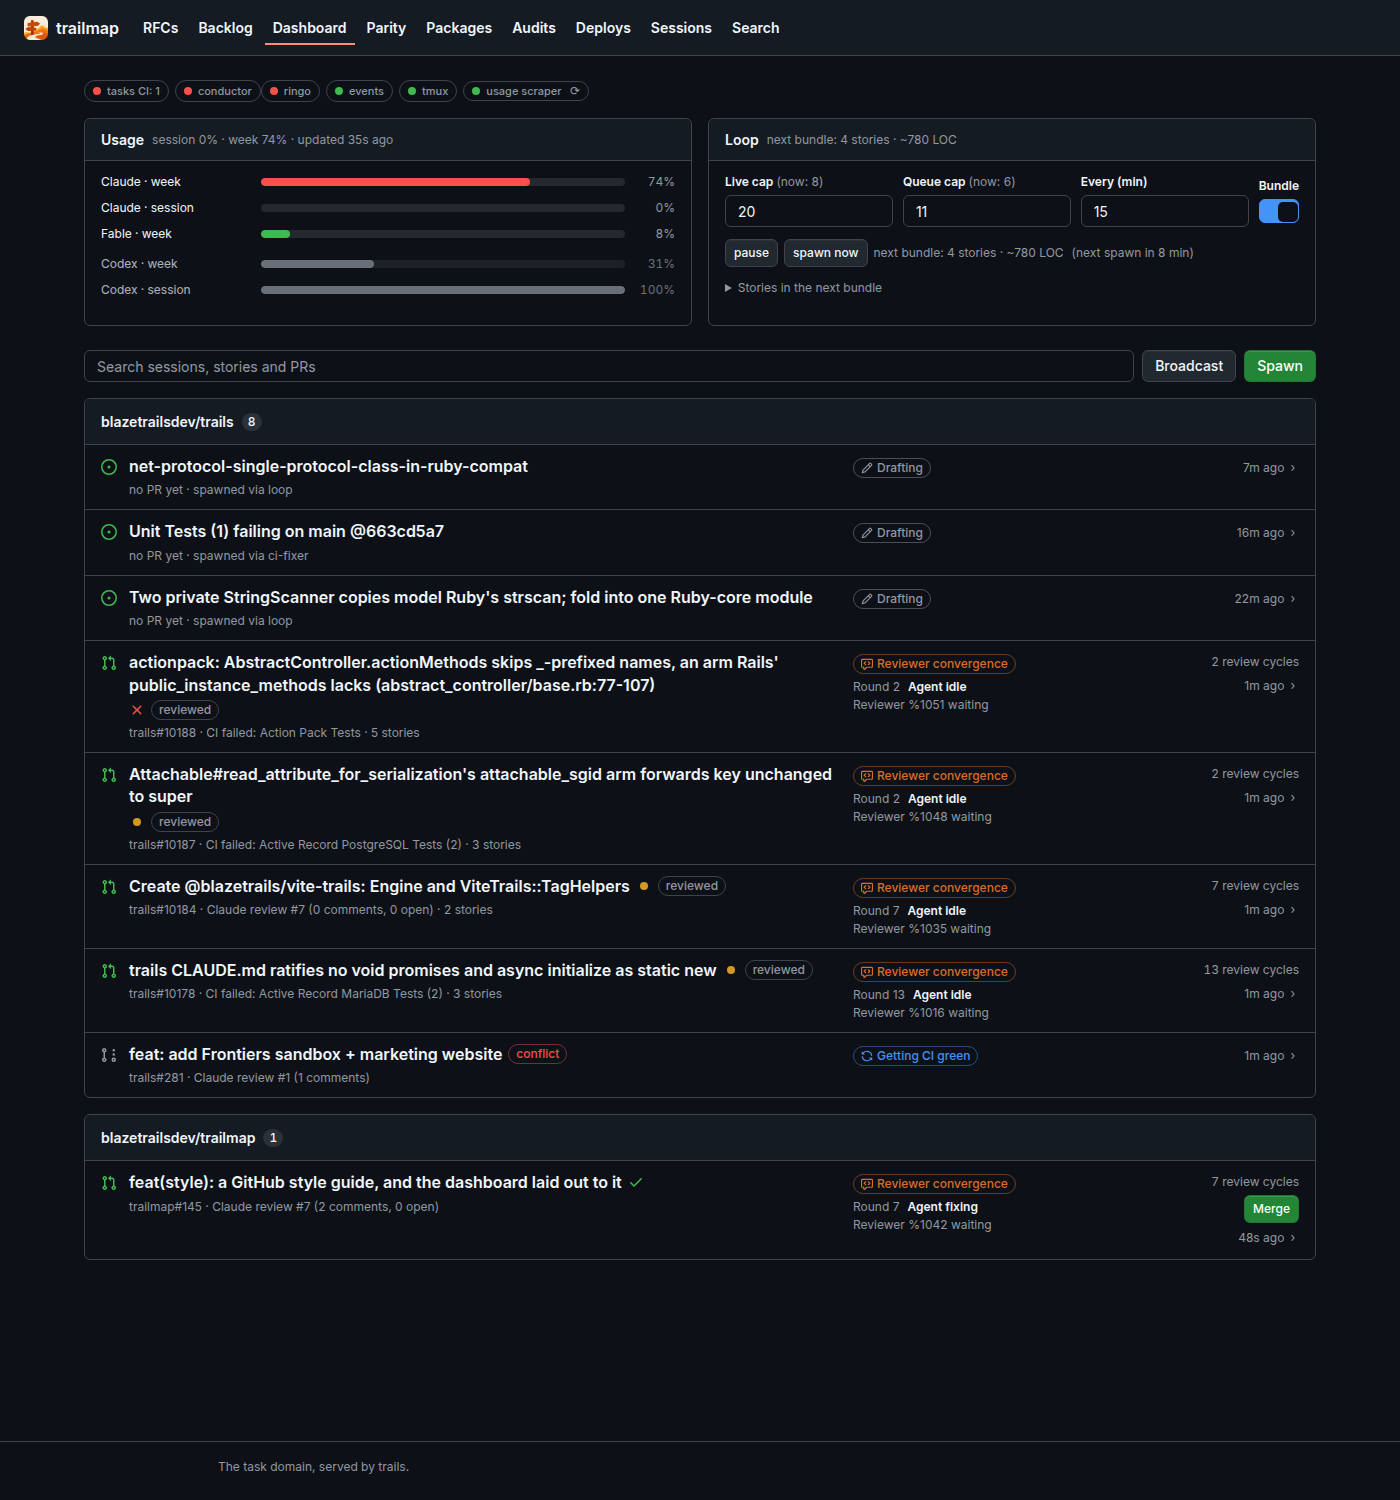 trailmap RFCs Backlog Dashboard Parity Packages Audits Deploys Sessions Search
tasks CI: 1 conductor ringo events tmux usage scraper ⟳
Usage session 0% · week 74% · updated 35s ago
Claude · week 74%
Claude · session 0%
Fable · week 8%
Codex · week 31%
Codex · session 100%
Loop next bundle: 4 stories · ~780 LOC
Live cap (now: 8) Queue cap (now: 6) Every (min) Bundle
20 11 15
pause spawn now next bundle: 4 stories · ~780 LOC (next spawn in 8 min)
▶ Stories in the next bundle
Search sessions, stories and PRs Broadcast Spawn
blazetrailsdev/trails 8
net-protocol-single-protocol-class-in-ruby-compat Drafting 7m ago ›
no PR yet · spawned via loop
Unit Tests (1) failing on main @663cd5a7 Drafting 16m ago ›
no PR yet · spawned via ci-fixer
Two private StringScanner copies model Ruby's strscan; fold into one Ruby-core module Drafting 22m ago ›
no PR yet · spawned via loop
actionpack: AbstractController.actionMethods skips _-prefixed names, an arm Rails' Reviewer convergence 2 review cycles
public_instance_methods lacks (abstract_controller/base.rb:77-107) Round 2 Agent idle 1m ago ›
reviewed Reviewer %1051 waiting
trails#10188 · CI failed: Action Pack Tests · 5 stories
Attachable#read_attribute_for_serialization's attachable_sgid arm forwards key unchanged Reviewer convergence 2 review cycles
to super Round 2 Agent idle 1m ago ›
reviewed Reviewer %1048 waiting
trails#10187 · CI failed: Active Record PostgreSQL Tests (2) · 3 stories
Create @blazetrails/vite-trails: Engine and ViteTrails::TagHelpers reviewed Reviewer convergence 7 review cycles
trails#10184 · Claude review #7 (0 comments, 0 open) · 2 stories Round 7 Agent idle 1m ago ›
Reviewer %1035 waiting
trails CLAUDE.md ratifies no void promises and async initialize as static new reviewed Reviewer convergence 13 review cycles
trails#10178 · CI failed: Active Record MariaDB Tests (2) · 3 stories Round 13 Agent idle 1m ago ›
Reviewer %1016 waiting
feat: add Frontiers sandbox + marketing website conflict Getting CI green 1m ago ›
trails#281 · Claude review #1 (1 comments)
blazetrailsdev/trailmap 1
feat(style): a GitHub style guide, and the dashboard laid out to it Reviewer convergence 7 review cycles
trailmap#145 · Claude review #7 (2 comments, 0 open) Round 7 Agent fixing Merge
Reviewer %1042 waiting 48s ago ›
The task domain, served by trails.